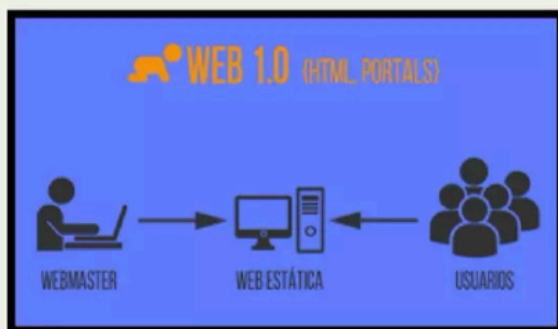 WEB 1.0 (HTML, PORTALS)
WEBMASTER
WEB ESTÁTICA
USUARIOS